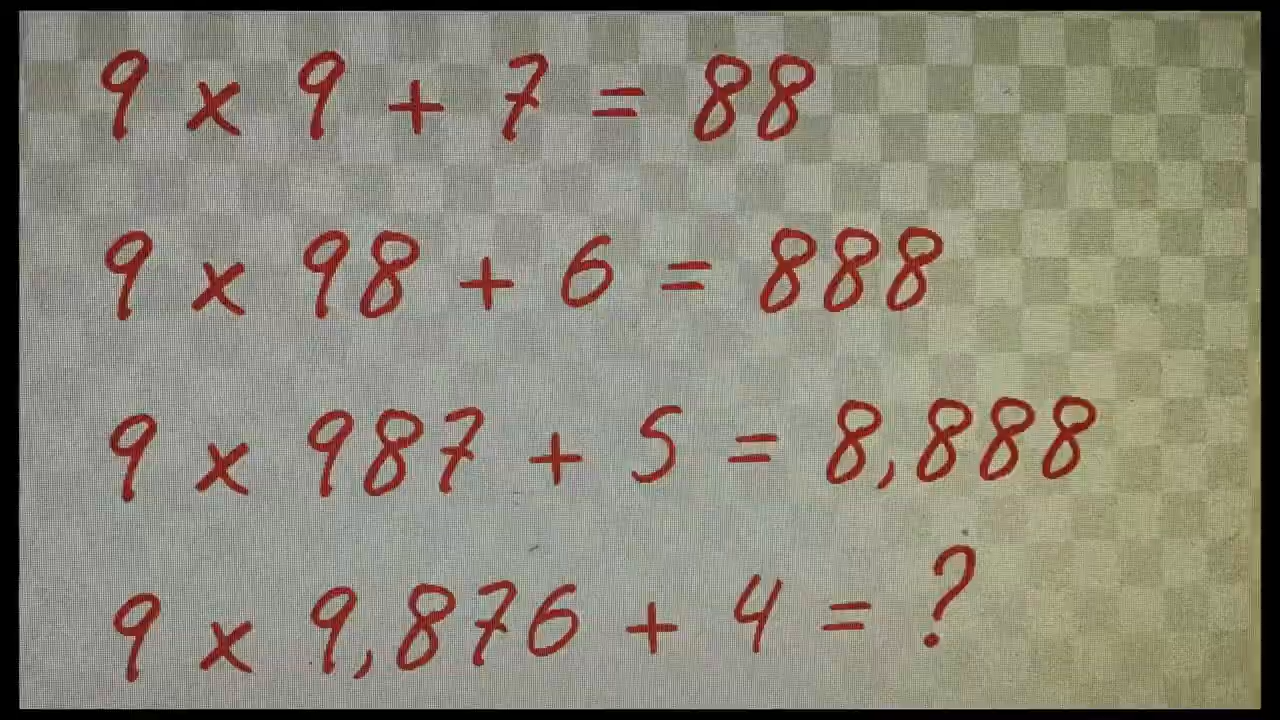 9 x 9 + 7 = 88
9 x 98 + 6 = 888
9 x 987 + 5 = 8,888
9 x 9,876 + 4 = ?